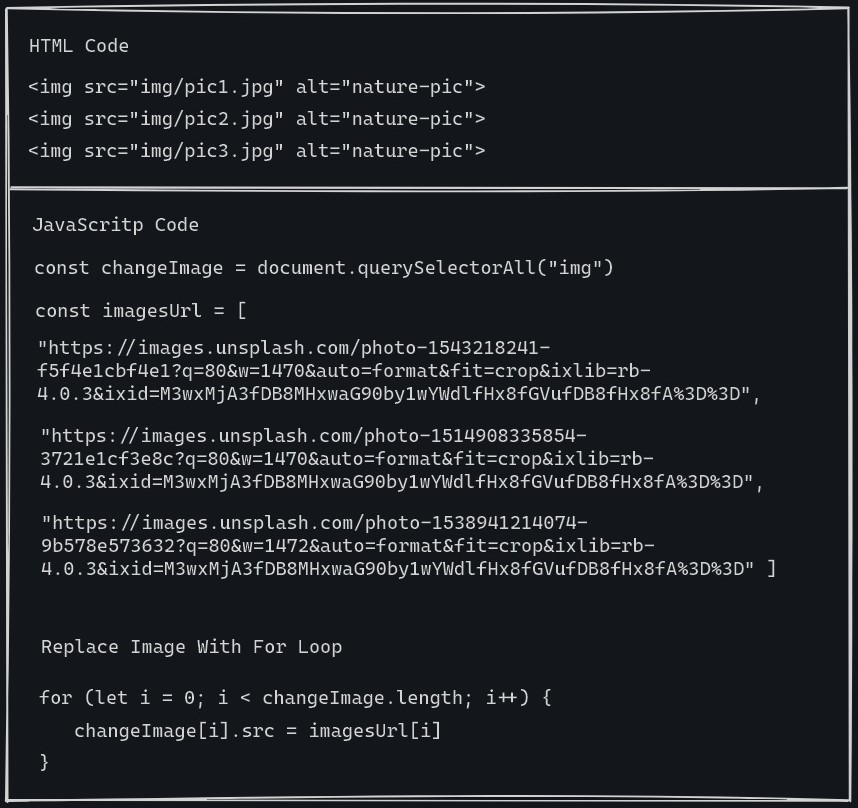 HTML Code
<img src="img/pic1.jpg" alt="nature-pic">
<img src="img/pic2.jpg" alt="nature-pic">
<img src="img/pic3.jpg" alt="nature-pic">
JavaScritp Code
const changeImage = document.querySelectorAll("img")
const imagesUrl = [
"https://images.unsplash.com/photo-1543218241-
f5f4e1cbf4e1?q=80&w=1470&auto=format&fit=crop&ixlib=rb-
4.0.3&ixid=M3wxMjA3fDB8MHxwaG90by1wYWdlfHx8fGVufDB8fHx8fA%3D%3D",
"https://images.unsplash.com/photo-1514908335854-
3721e1cf3e8c?q=80&w=1470&auto=format&fit=crop&ixlib=rb-
4.0.3&ixid=M3wxMjA3fDB8MHxwaG90by1wYWdlfHx8fGVufDB8fHx8fA%3D%3D",
"https://images.unsplash.com/photo-1538941214074-
9b578e573632?q=80&w=1472&auto=format&fit=crop&ixlib=rb-
4.0.3&ixid=M3wxMjA3fDB8MHxwaG90by1wYWdlfHx8fGVufDB8fHx8fA%3D%3D" ]
Replace Image With For Loop
for (let i = 0; i < changeImage.length; i++) {
changeImage[i].src = imagesUrl[i]
}